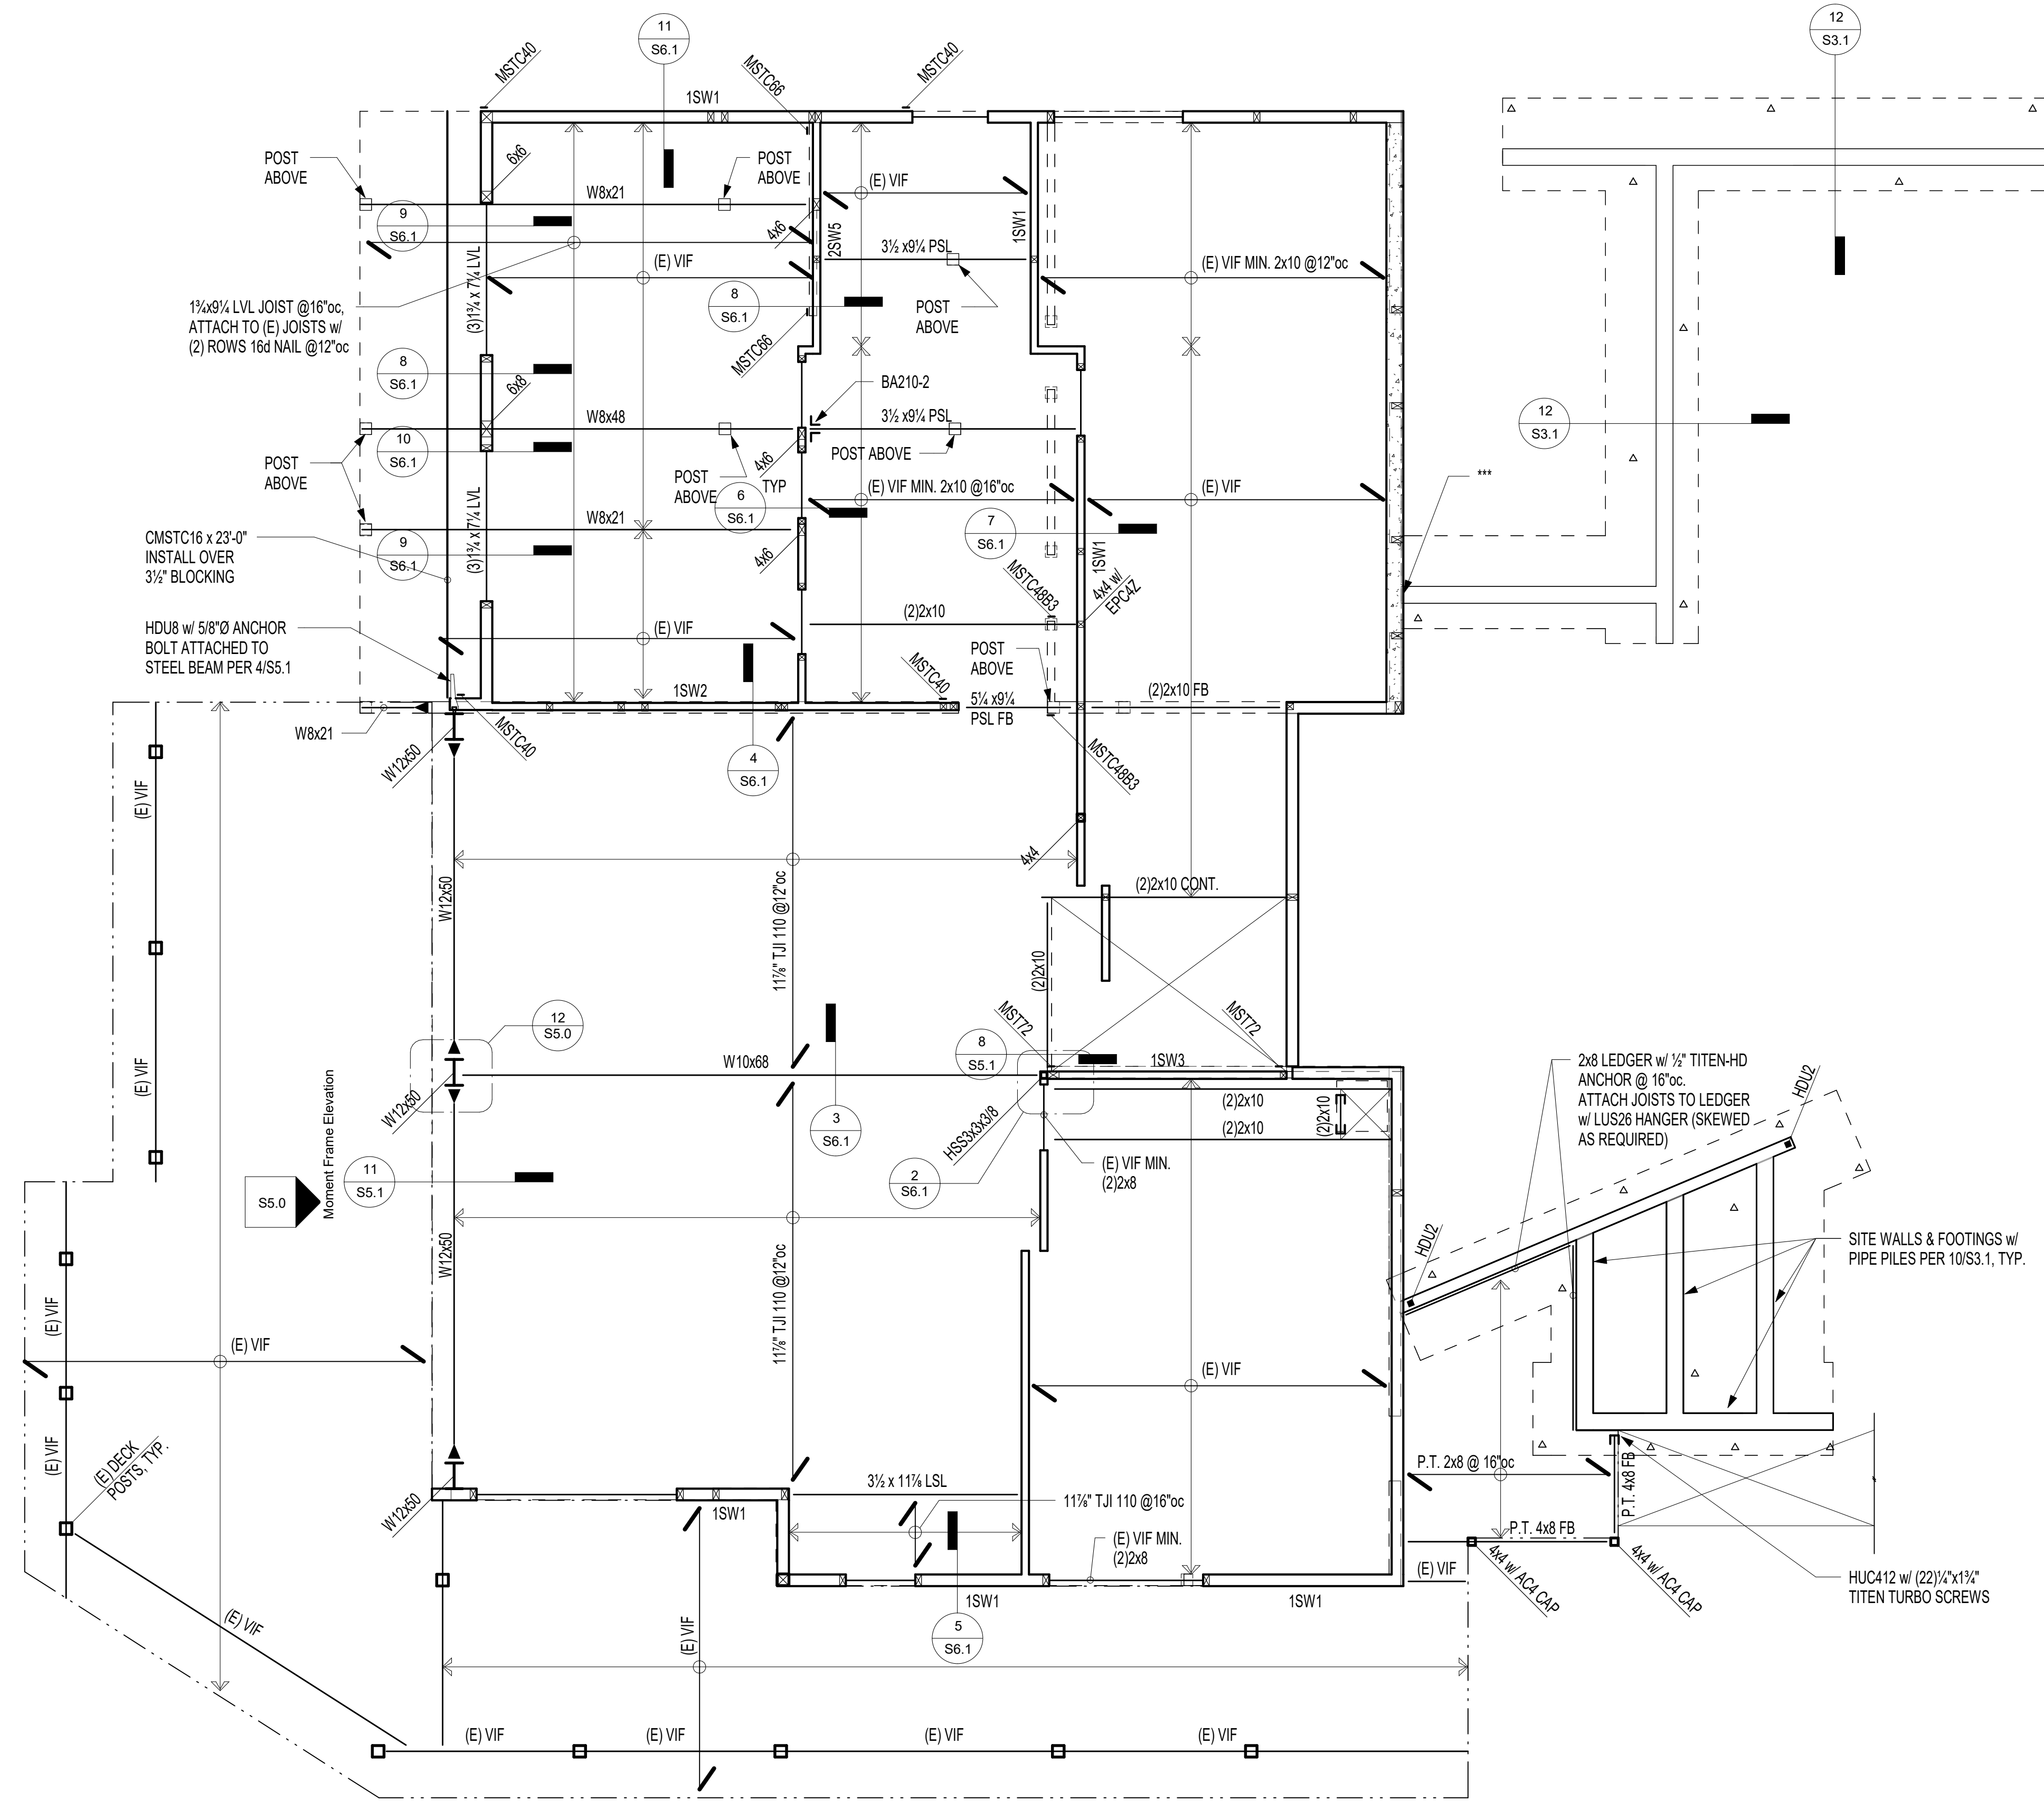 11
S6.1
12
S3.1
MSTC40
MSTC66
MSTC40
1SW1
POST
ABOVE
6x6
POST
ABOVE
W8x21
(E) VIF
9
S6.1
4x6
2SW5
1SW1
3½ x9¼ PSL
(3)1¾ x 7¼ LVL
(E) VIF
(E) VIF MIN. 2x10 @12"oc
8
S6.1
POST
ABOVE
1¾x9¼ LVL JOIST @16"oc,
ATTACH TO (E) JOISTS w/
(2) ROWS 16d NAIL @12"oc
MSTC66
8
S6.1
6x8
BA210-2
W8x48
3½ x9¼ PSL
12
S3.1
10
S6.1
POST
ABOVE
POST
ABOVE
4x6
TYP
POST ABOVE
***
6
S6.1
(E) VIF MIN. 2x10 @16"oc
(E) VIF
W8x21
7
S6.1
CMSTC16 x 23'-0"
INSTALL OVER
3½" BLOCKING
9
S6.1
(3)1¾ x 7¼ LVL
4x6
1SW1
MSTC48B3
4x4 w/
EPC4Z
(2)2x10
HDU8 w/ 5/8"Ø ANCHOR
BOLT ATTACHED TO
STEEL BEAM PER 4/S5.1
(E) VIF
POST
ABOVE
MSTC40
1SW2
5¼ x9¼
PSL FB
(2)2x10 FB
W8x21
W12x50
MSTC40
4
S6.1
MSTC48B3
(E) VIF
4x4
W12x50
11⅞" TJI 110 @12"oc
(2)2x10 CONT.
(2)2x10
12
S5.0
MST72
MST72
8
S5.1
1SW3
W10x68
(E) VIF
2x8 LEDGER w/ ½" TITEN-HD
ANCHOR @ 16"oc.
ATTACH JOISTS TO LEDGER
w/ LUS26 HANGER (SKEWED
AS REQUIRED)
HDU2
W12x50
3
S6.1
HSS3x3x3/8
(2)2x10
(2)2x10
(2)2x10
Moment Frame Elevation
S5.0
11
S5.1
2
S6.1
(E) VIF MIN.
(2)2x8
HDU2
SITE WALLS & FOOTINGS w/
PIPE PILES PER 10/S3.1, TYP.
W12x50
11⅞" TJI 110 @12"oc
(E) VIF
(E) VIF
(E) VIF
(E) VIF
(E) DECK
POSTS, TYP.
W12x50
1SW1
3½ x 11⅞ LSL
11⅞" TJI 110 @16"oc
P.T. 2x8 @ 16"oc
P.T. 4x8 FB
P.T. 4x8 FB
(E) VIF MIN.
(2)2x8
4x4 w/ AC4 CAP
4x4 w/ AC4 CAP
(E) VIF
HUC412 w/ (22)¼"x1¾"
TITEN TURBO SCREWS
1SW1
1SW1
(E) VIF
(E) VIF
5
S6.1
(E) VIF
(E) VIF
(E) VIF
(E) VIF